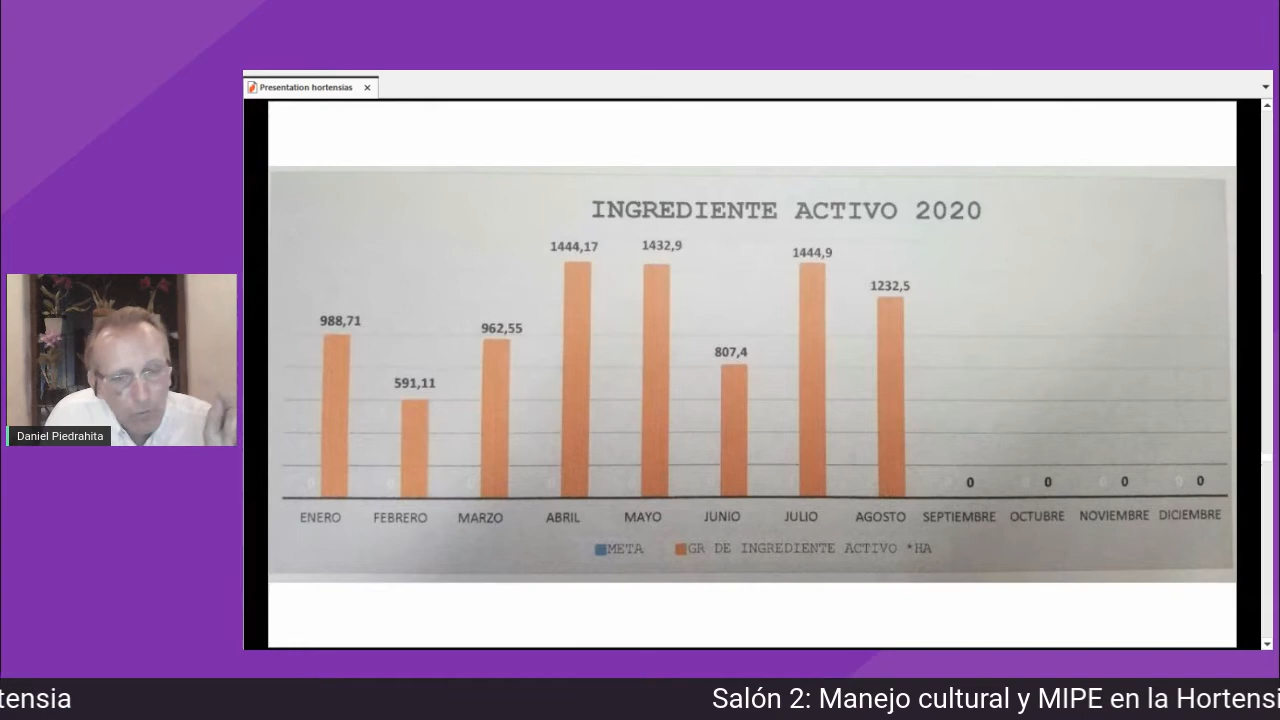 Presentation hortensias
INGREDIENTE ACTIVO 2020
988,71
591,11
962,55
1444,17
1432,9
807,4
1444,9
1232,5
0
0
0
0
ENERO FEBRERO MARZO ABRIL MAYO JUNIO JULIO AGOSTO SEPTIEMBRE OCTUBRE NOVIEMBRE DICIEMBRE
META GR DE INGREDIENTE ACTIVO *HA
Daniel Piedrahita
tensia Salón 2: Manejo cultural y MIPE en la Hortensi